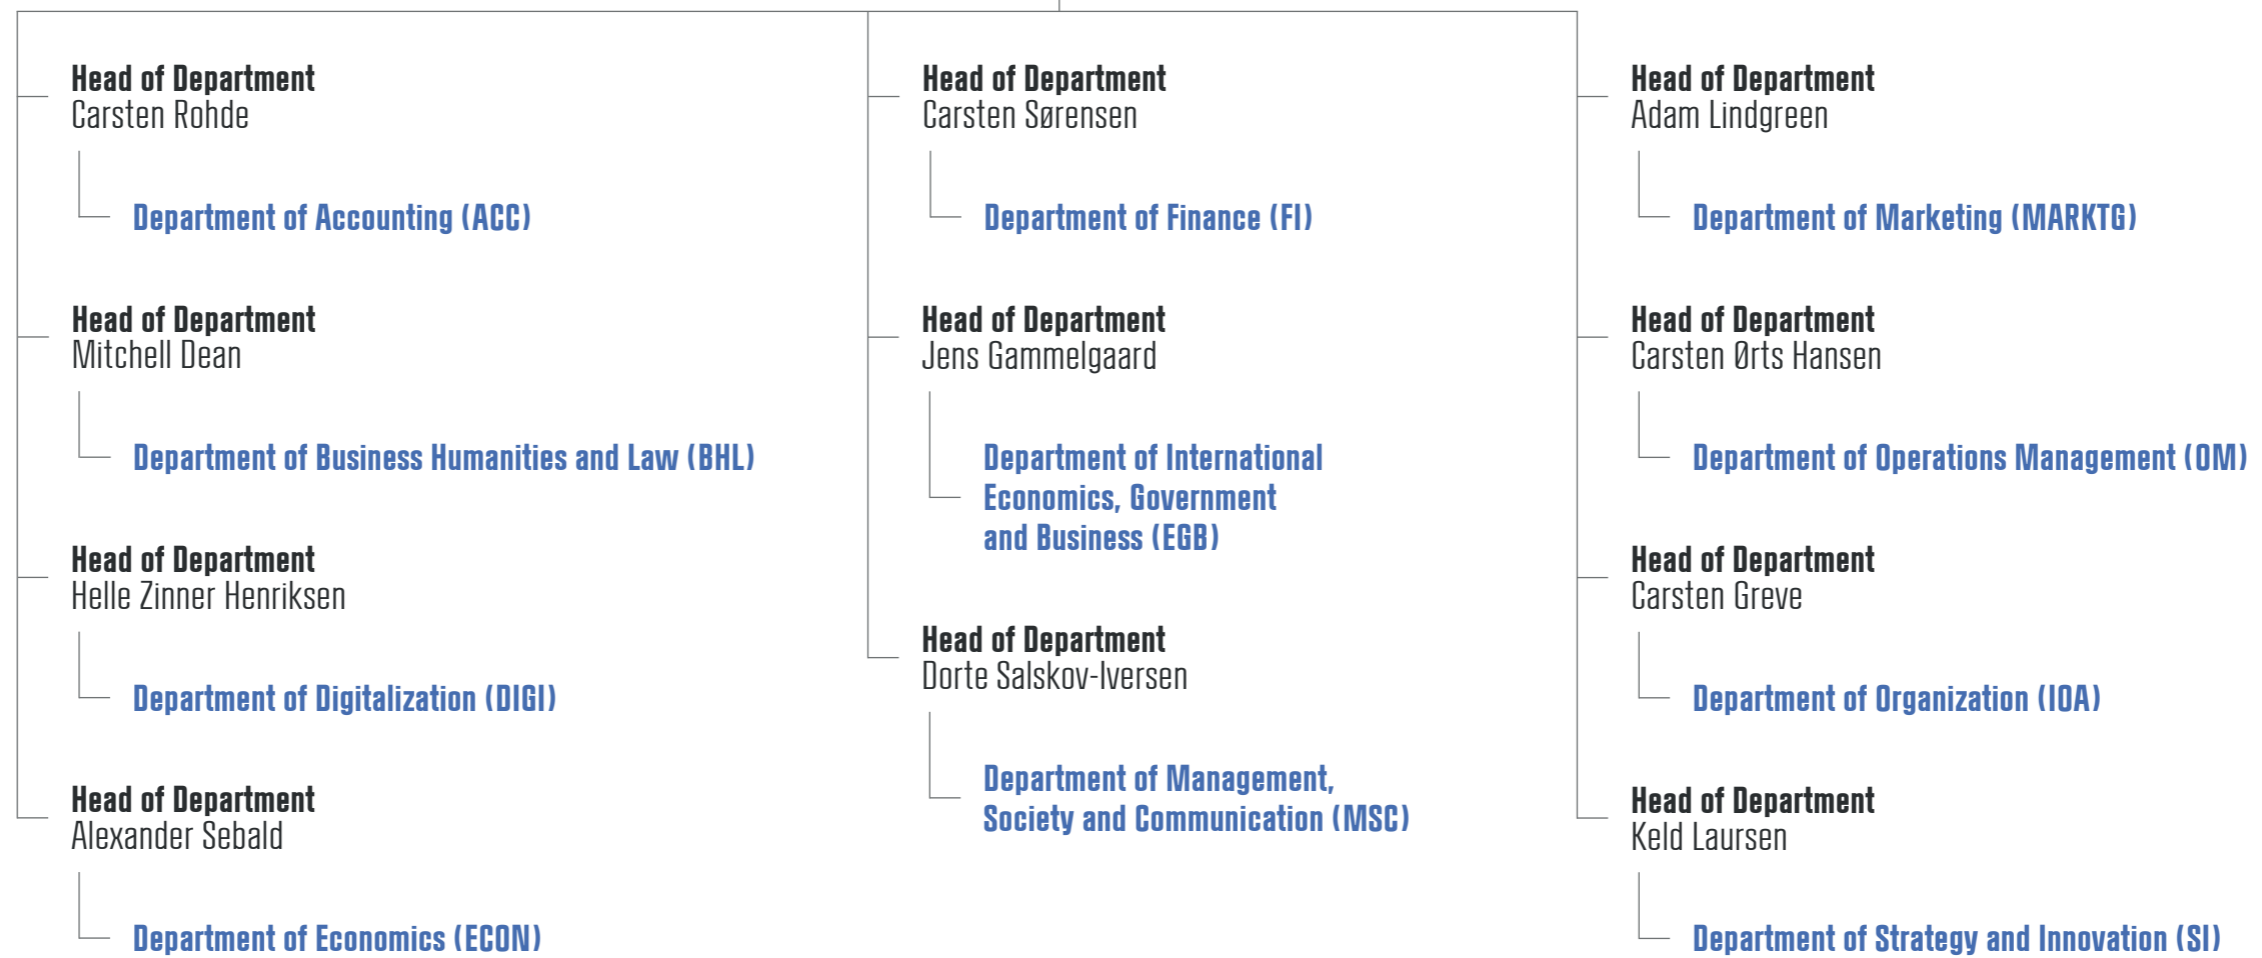 Head of Department
Carsten Rohde
Department of Accounting (ACC)
Head of Department
Mitchell Dean
Department of Business Humanities and Law (BHL)
Head of Department
Helle Zinner Henriksen
Department of Digitalization (DIGI)
Head of Department
Alexander Sebald
Department of Economics (ECON)
Head of Department
Carsten Sørensen
Department of Finance (FI)
Head of Department
Jens Gammelgaard
Department of International
Economics, Government
and Business (EGB)
Head of Department
Dorte Salskov-Iversen
Department of Management,
Society and Communication (MSC)
Head of Department
Adam Lindgreen
Department of Marketing (MARKTG)
Head of Department
Carsten Ørts Hansen
Department of Operations Management (OM)
Head of Department
Carsten Greve
Department of Organization (IOA)
Head of Department
Keld Laursen
Department of Strategy and Innovation (SI)